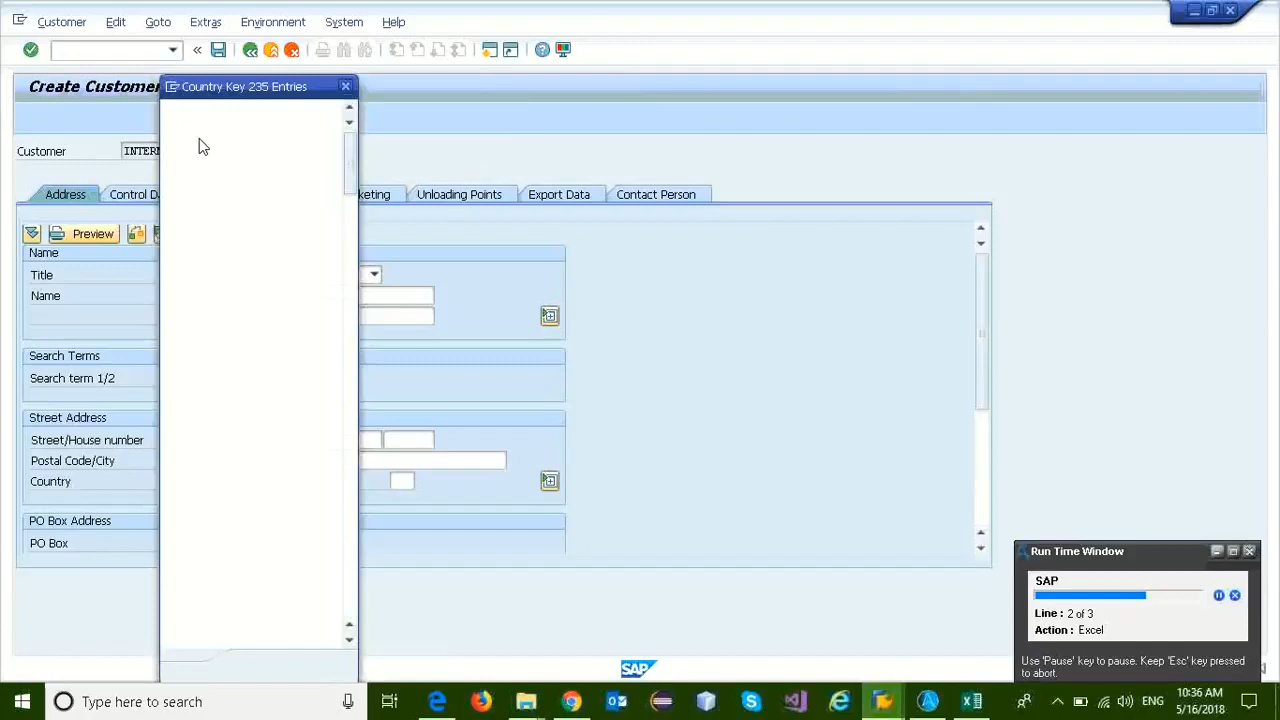 Customer Edit Goto Extras Environment System Help
Create Customer
Country Key 235 Entries
Customer INTERN
Address Control Da keting Unloading Points Export Data Contact Person
Preview
Name
Title
Name
Search Terms
Search term 1/2
Street Address
Street/House number
Postal Code/City
Country
PO Box Address
PO Box
Run Time Window
SAP
Line : 2 of 3
Action : Excel
Use 'Pause' key to pause. Keep 'Esc' key pressed
to abort.
SAP
Type here to search
ENG
10:36 AM
5/16/2018